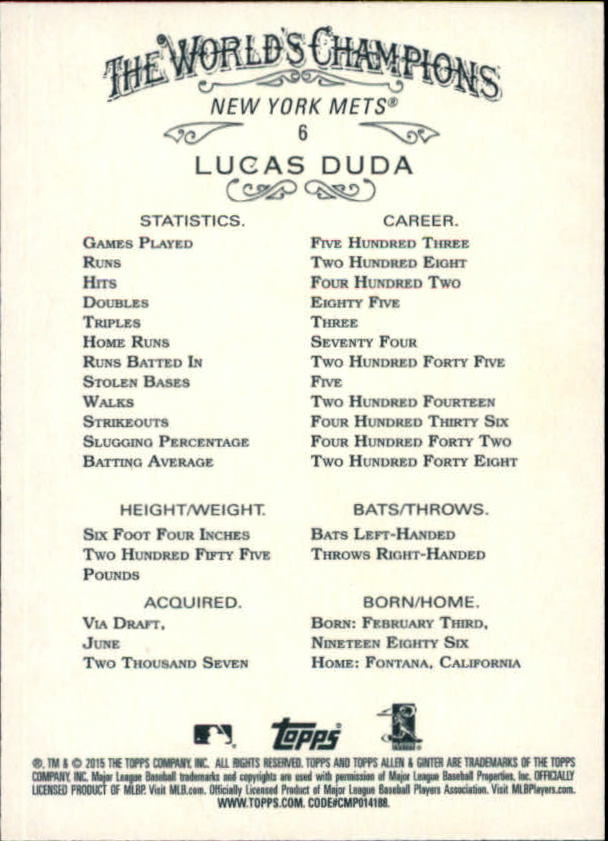 THE WORLD'S CHAMPIONS
NEW YORK METS®
6
LUCAS DUDA
STATISTICS. CAREER.
GAMES PLAYED FIVE HUNDRED THREE
RUNS TWO HUNDRED EIGHT
HITS FOUR HUNDRED TWO
DOUBLES EIGHTY FIVE
TRIPLES THREE
HOME RUNS SEVENTY FOUR
RUNS BATTED IN TWO HUNDRED FORTY FIVE
STOLEN BASES FIVE
WALKS TWO HUNDRED FOURTEEN
STRIKEOUTS FOUR HUNDRED THIRTY SIX
SLUGGING PERCENTAGE FOUR HUNDRED FORTY TWO
BATTING AVERAGE TWO HUNDRED FORTY EIGHT
HEIGHT/WEIGHT. BATS/THROWS.
SIX FOOT FOUR INCHES BATS LEFT-HANDED
TWO HUNDRED FIFTY FIVE THROWS RIGHT-HANDED
POUNDS
ACQUIRED. BORN/HOME.
VIA DRAFT, BORN: FEBRUARY THIRD,
JUNE NINETEEN EIGHTY SIX
TWO THOUSAND SEVEN HOME: FONTANA, CALIFORNIA
topps®
®, TM & © 2015 THE TOPPS COMPANY, INC. ALL RIGHTS RESERVED. TOPPS AND TOPPS ALLEN & GINTER ARE TRADEMARKS OF THE TOPPS
COMPANY, INC. Major League Baseball trademarks and copyrights are used with permission of Major League Baseball Properties, Inc. OFFICIALLY
LICENSED PRODUCT OF MLBP. Visit MLB.com. Officially Licensed Product of Major League Baseball Players Association. Visit MLBPlayers.com.
WWW.TOPPS.COM. CODE#CMP014188.